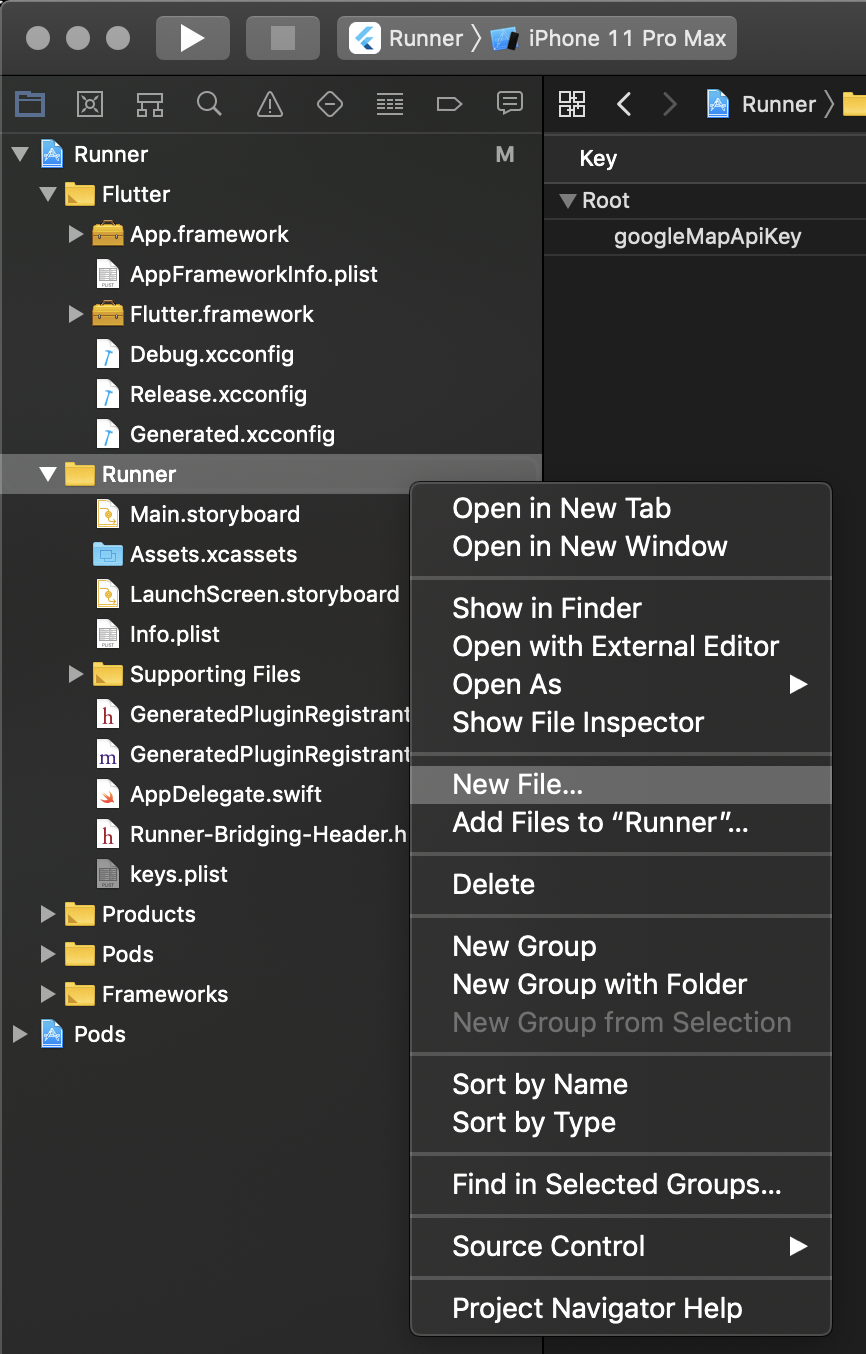 Runner
iPhone 11 Pro Max
Runner
Runner
M
Flutter
App.framework
AppFrameworkInfo.plist
Flutter.framework
Debug.xcconfig
Release.xcconfig
Generated.xcconfig
Runner
Main.storyboard
Assets.xcassets
LaunchScreen.storyboard
Info.plist
Supporting Files
GeneratedPluginRegistrant
GeneratedPluginRegistrant
AppDelegate.swift
Runner-Bridging-Header.h
keys.plist
Products
Pods
Frameworks
Pods
Key
Root
googleMapApiKey
Open in New Tab
Open in New Window
Show in Finder
Open with External Editor
Open As
Show File Inspector
New File...
Add Files to “Runner”...
Delete
New Group
New Group with Folder
New Group from Selection
Sort by Name
Sort by Type
Find in Selected Groups...
Source Control
Project Navigator Help